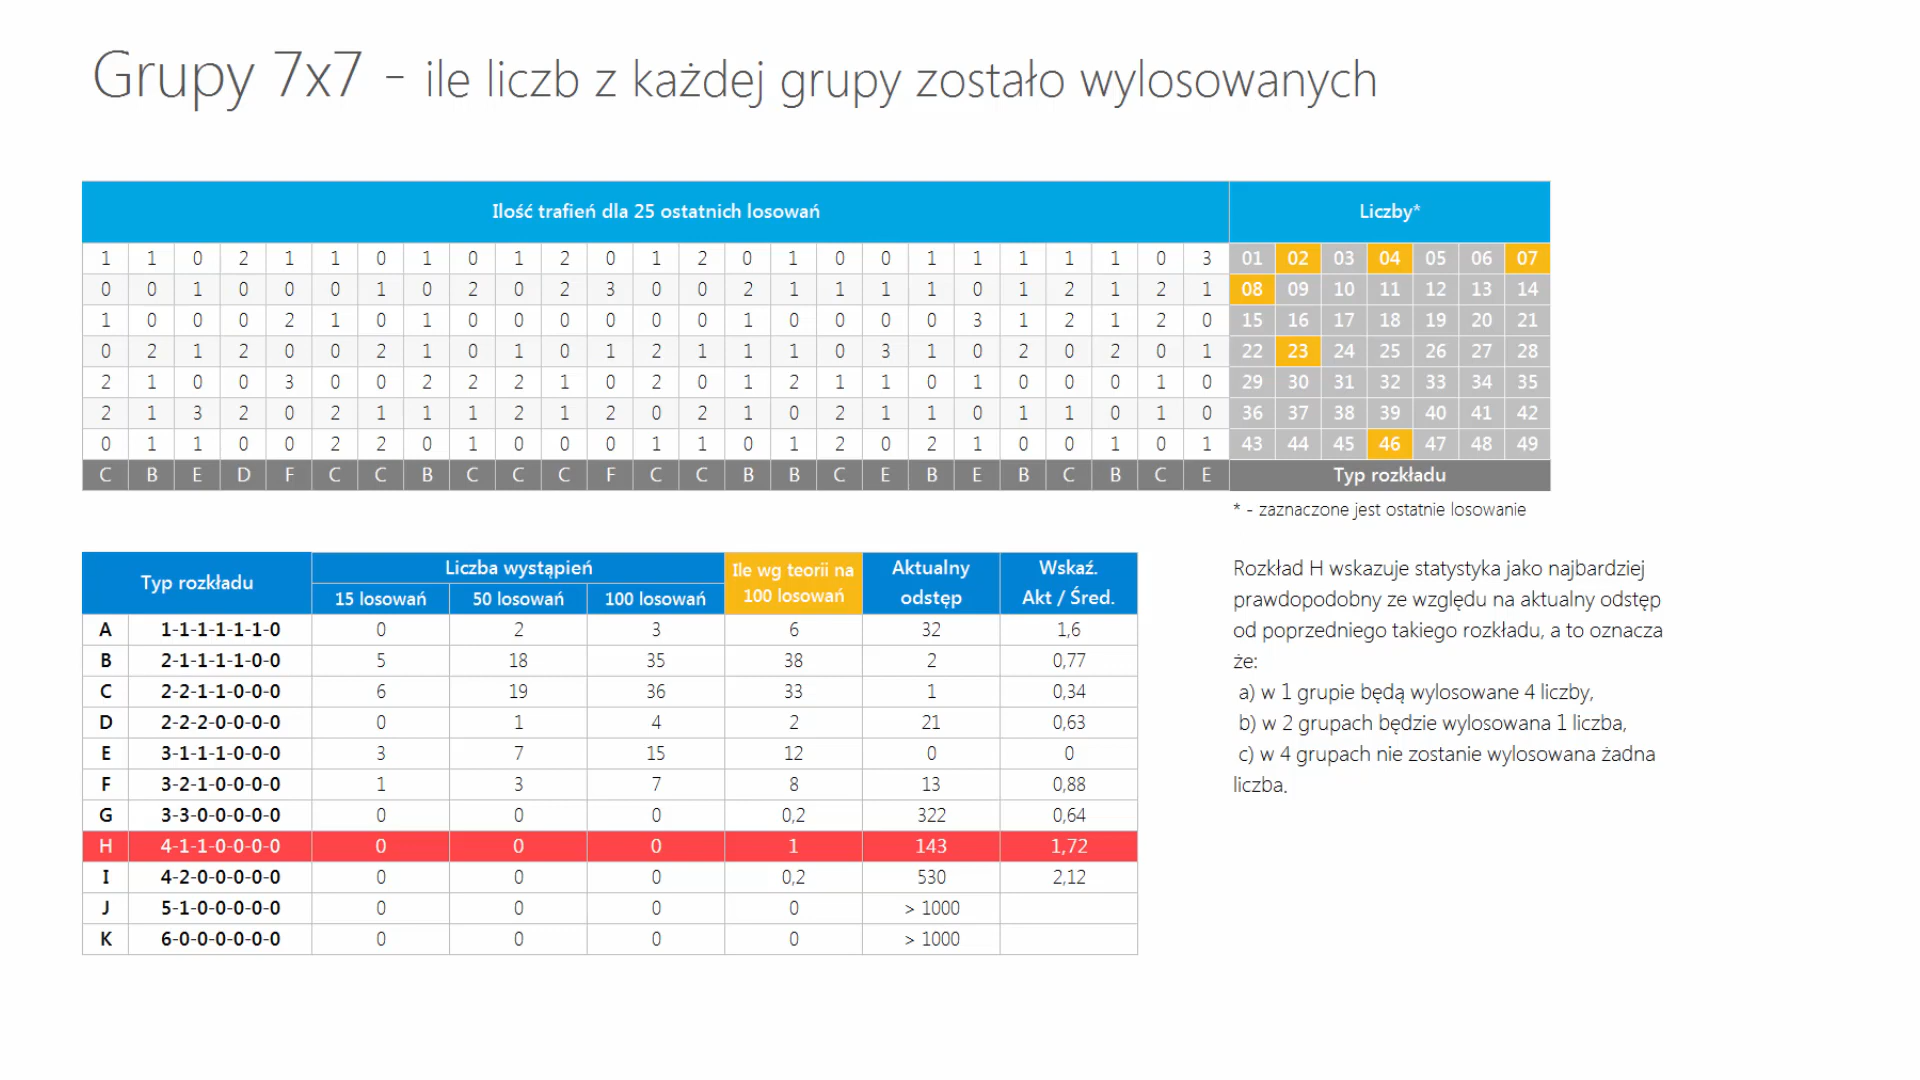 Grupy 7x7 - ile liczb z każdej grupy zostało wylosowanych
Ilość trafień dla 25 ostatnich losowań Liczby*
1 1 0 2 1 1 0 1 0 1 2 0 1 2 0 1 0 0 1 1 1 1 1 0 3 01 02 03 04 05 06 07
0 0 1 0 0 0 1 0 2 0 2 3 0 0 2 1 1 1 1 0 1 2 1 2 1 08 09 10 11 12 13 14
1 0 0 0 2 1 0 1 0 0 0 0 0 0 1 0 0 0 0 3 1 2 1 2 0 15 16 17 18 19 20 21
0 2 1 2 0 0 2 1 0 1 0 1 2 1 1 1 0 3 1 0 2 0 2 0 1 22 23 24 25 26 27 28
2 1 0 0 3 0 0 2 2 2 1 0 2 0 1 2 1 1 0 1 0 0 0 1 0 29 30 31 32 33 34 35
2 1 3 2 0 2 1 1 1 2 1 2 0 2 1 0 2 1 1 0 1 1 0 1 0 36 37 38 39 40 41 42
0 1 1 0 0 2 2 0 1 0 0 0 1 1 0 1 2 0 2 1 0 0 1 0 1 43 44 45 46 47 48 49
C B E D F C C B C C C F C C B B C E B E B C B C E Typ rozkładu
* - zaznaczone jest ostatnie losowanie
Typ rozkładu Liczba wystąpień Ile wg teorii na 100 losowań Aktualny odstęp Wskaź. Akt / Śred.
15 losowań 50 losowań 100 losowań
A 1-1-1-1-1-1-0 0 2 3 6 32 1,6
B 2-1-1-1-1-0-0 5 18 35 38 2 0,77
C 2-2-1-1-0-0-0 6 19 36 33 1 0,34
D 2-2-2-0-0-0-0 0 1 4 2 21 0,63
E 3-1-1-1-0-0-0 3 7 15 12 0 0
F 3-2-1-0-0-0-0 1 3 7 8 13 0,88
G 3-3-0-0-0-0-0 0 0 0 0,2 322 0,64
H 4-1-1-0-0-0-0 0 0 0 1 143 1,72
I 4-2-0-0-0-0-0 0 0 0 0,2 530 2,12
J 5-1-0-0-0-0-0 0 0 0 0 > 1000
K 6-0-0-0-0-0-0 0 0 0 0 > 1000
Rozkład H wskazuje statystyka jako najbardziej
prawdopodobny ze względu na aktualny odstęp
od poprzedniego takiego rozkładu, a to oznacza
że:
a) w 1 grupie będą wylosowane 4 liczby,
b) w 2 grupach będzie wylosowana 1 liczba,
c) w 4 grupach nie zostanie wylosowana żadna
liczba.